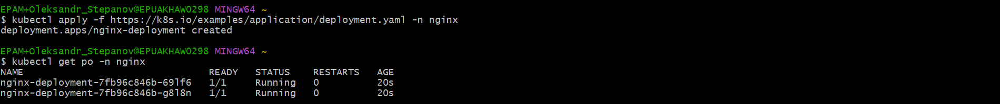 EPAM+Oleksandr_Stepanov@EPUAKHAW0298 MINGW64 ~
$ kubectl apply -f https://k8s.io/examples/application/deployment.yaml -n nginx
deployment.apps/nginx-deployment created
EPAM+Oleksandr_Stepanov@EPUAKHAW0298 MINGW64 ~
$ kubectl get po -n nginx
NAME READY STATUS RESTARTS AGE
nginx-deployment-7fb96c846b-69lf6 1/1 Running 0 20s
nginx-deployment-7fb96c846b-g8l8n 1/1 Running 0 20s